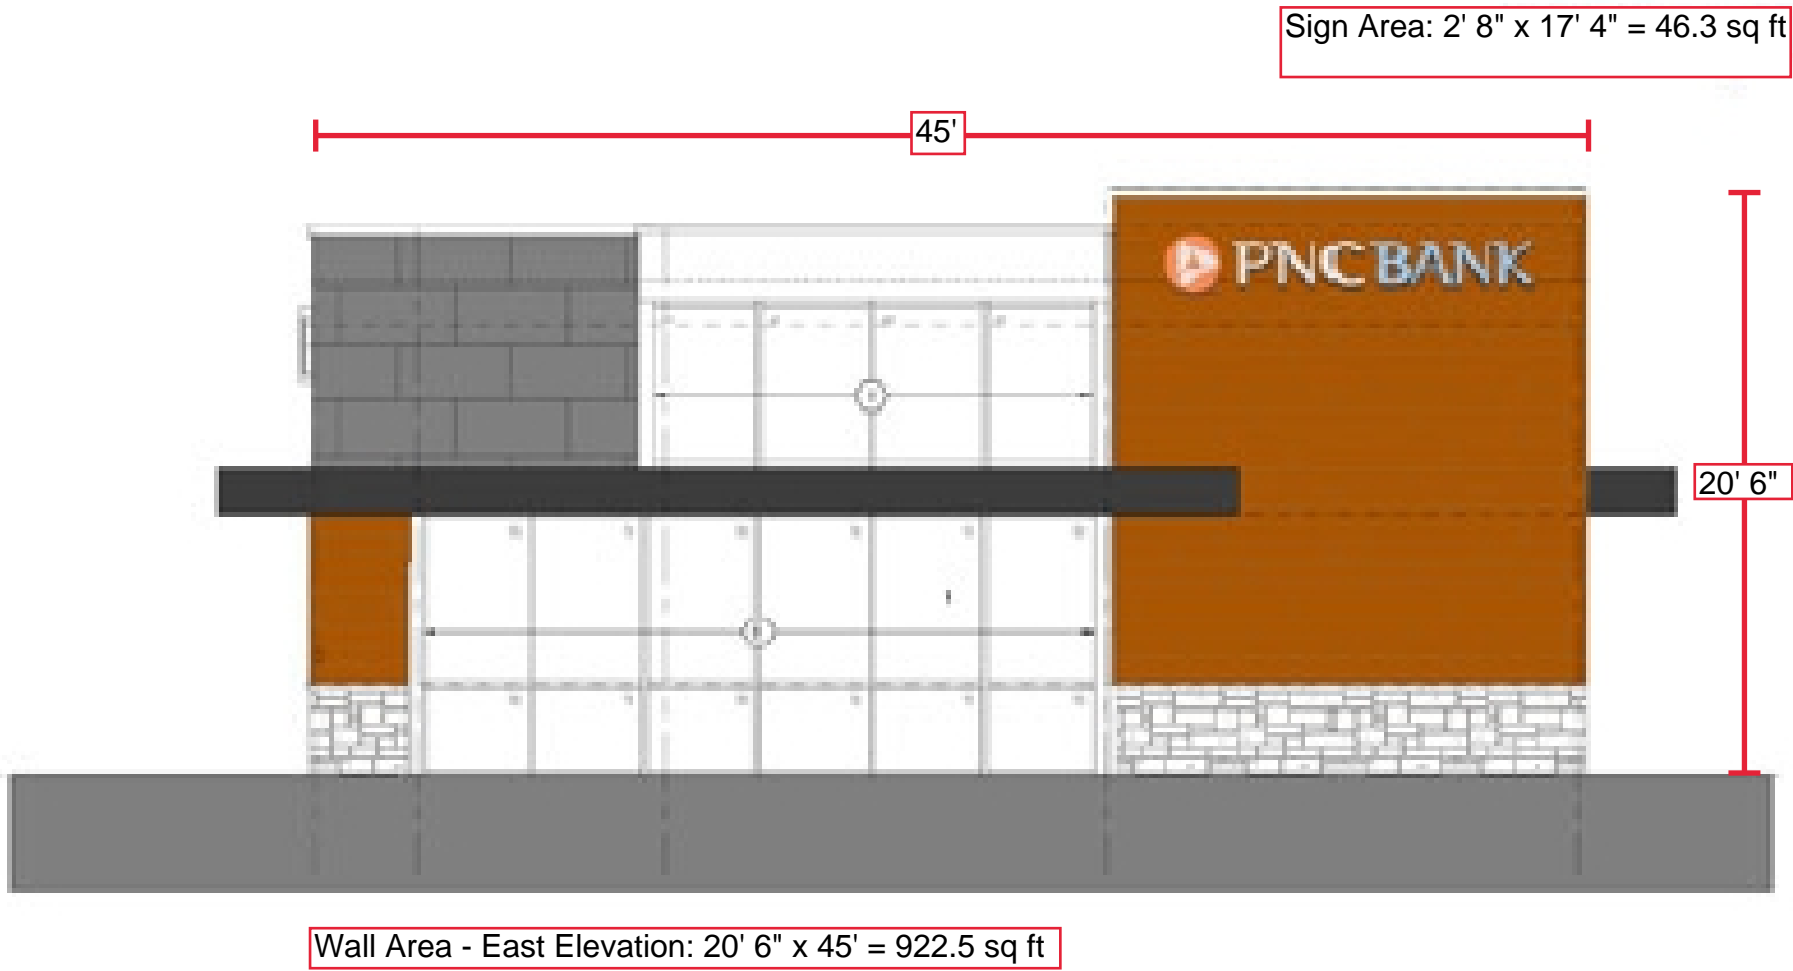 Sign Area: 2' 8" x 17' 4" = 46.3 sq ft
45'
PNC BANK
20' 6"
Wall Area - East Elevation: 20' 6" x 45' = 922.5 sq ft